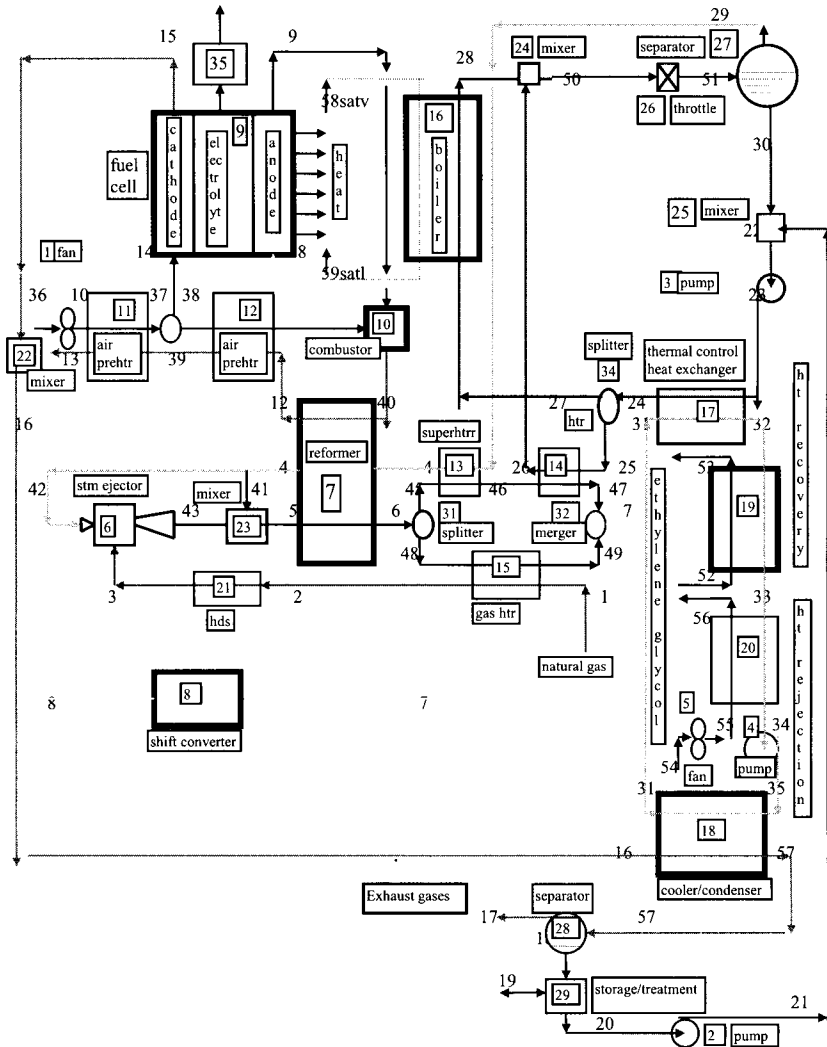 15
9
35
28
24 mixer
separator 27
29
58satv
50
51
26 throttle
cathode
electrolyte
9
anode
heat
16
boiler
fuel
cell
30
25 mixer
22
14
8
59satl
1 fan
3 pump
36
10
11
37
38
12
10
13
air
prehtr
39
air
prehtr
combustor
22
mixer
splitter
34
thermal control
heat exchanger
17
27
24
3
32
htr
16
12
40
reformer
7
superhtrr
4
4
13
26
14
25
53
19
ht recovery
42
stm ejector
6
43
mixer
41
23
5
6
45
46
47
31
splitter
32
merger
7
48
49
15
gas htr
52
ethylene glycol
33
3
21
hds
2
1
56
20
natural gas
8
8
shift converter
7
5
55
4
34
54
fan
pump
ht rejection
31
35
18
16
57
cooler/condenser
Exhaust gases
separator
17
28
57
19
29
storage/treatment
20
2 pump
21